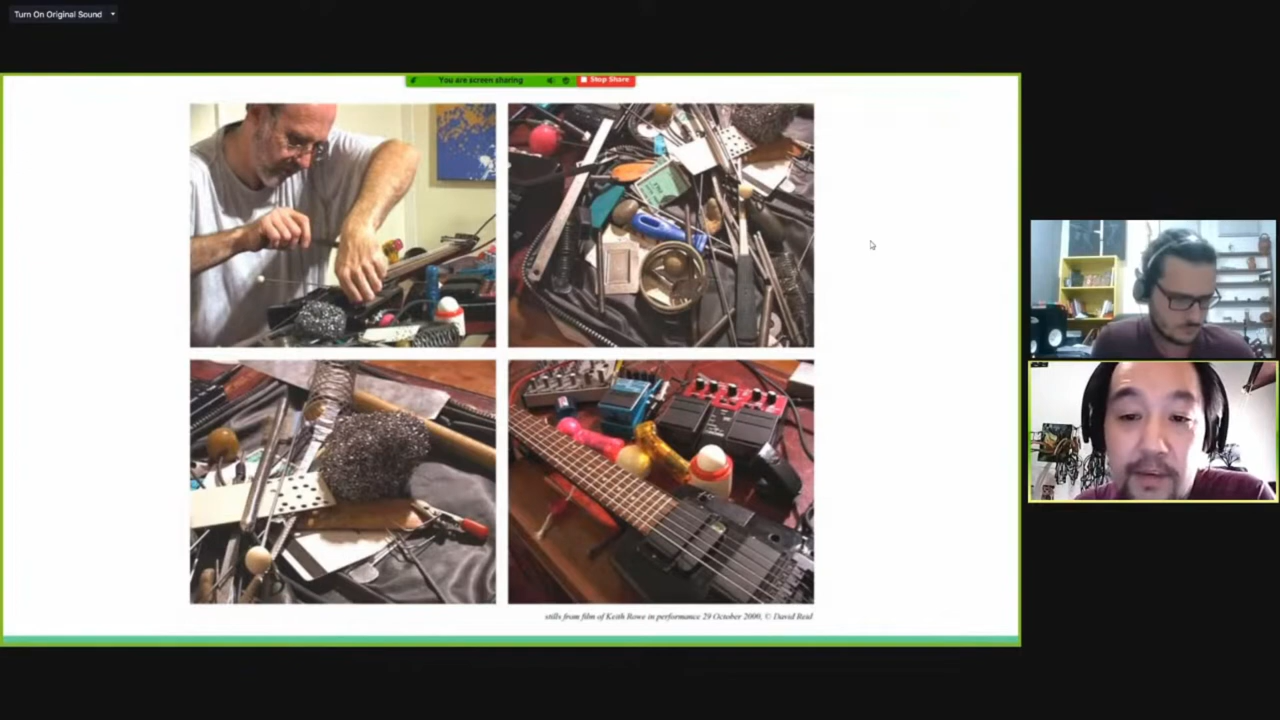 Turn On Original Sound
You are screen sharing
Stop Share
stills from film of Keith Rowe in performance 29 October 2000, © David Reid